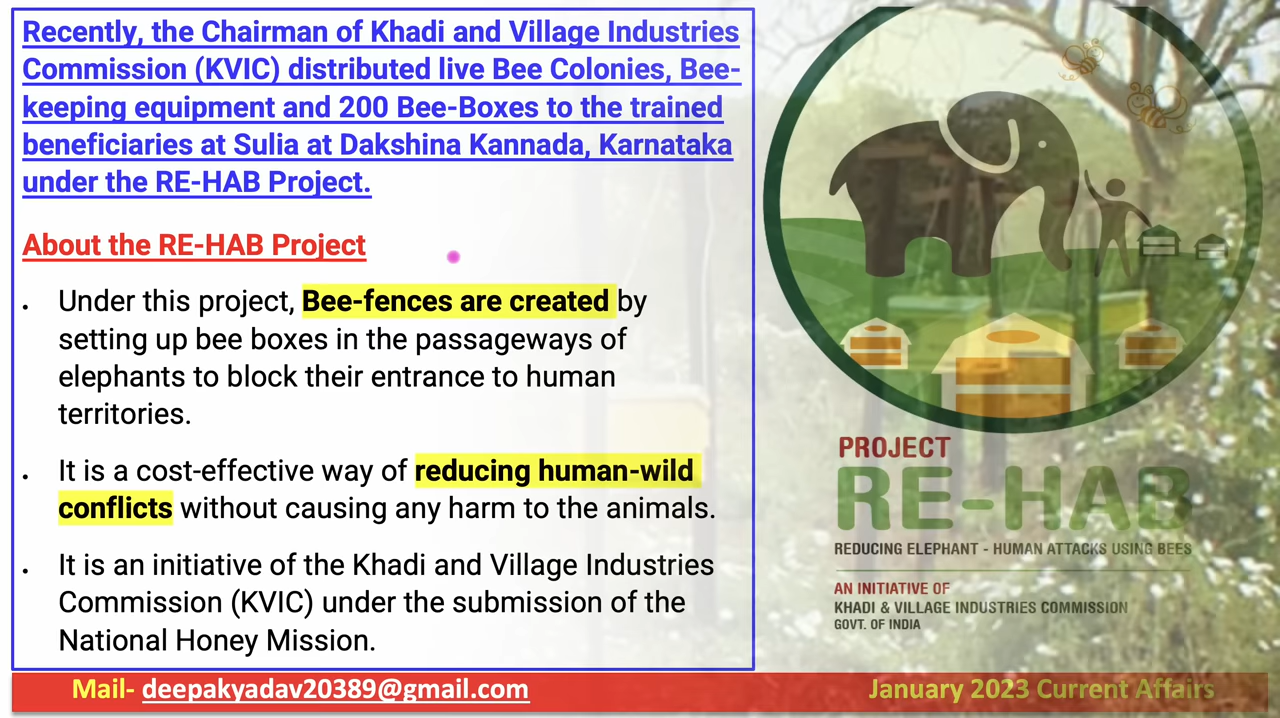 Recently, the Chairman of Khadi and Village Industries
Commission (KVIC) distributed live Bee Colonies, Bee-
keeping equipment and 200 Bee-Boxes to the trained
beneficiaries at Sulia at Dakshina Kannada, Karnataka
under the RE-HAB Project.
About the RE-HAB Project
• Under this project, Bee-fences are created by
setting up bee boxes in the passageways of
elephants to block their entrance to human
territories.
• It is a cost-effective way of reducing human-wild
conflicts without causing any harm to the animals.
• It is an initiative of the Khadi and Village Industries
Commission (KVIC) under the submission of the
National Honey Mission.
PROJECT
RE-HAB
REDUCING ELEPHANT - HUMAN ATTACKS USING BEES
AN INITIATIVE OF
KHADI & VILLAGE INDUSTRIES COMMISSION
GOVT. OF INDIA
Mail- deepakyadav20389@gmail.com
January 2023 Current Affairs